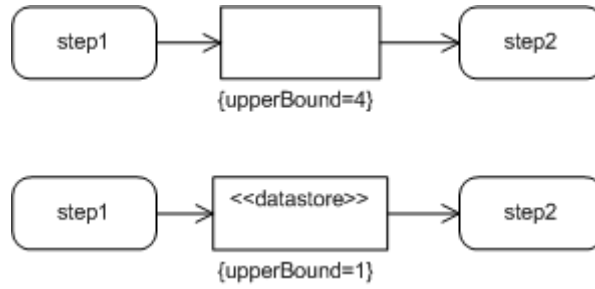 step1
step2
{upperBound=4}
step1
<<datastore>>
step2
{upperBound=1}